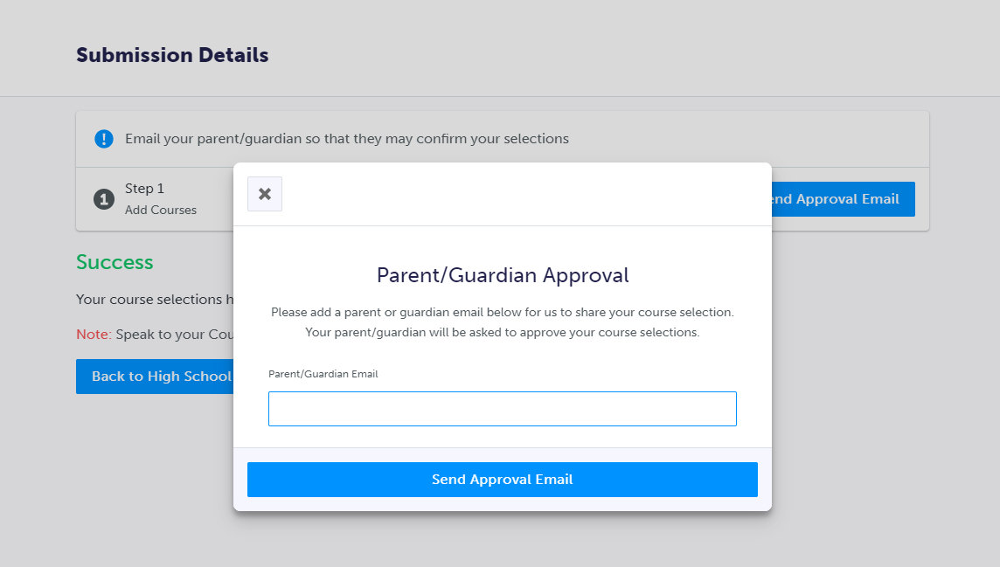 Submission Details
Email your parent/guardian so that they may confirm your selections
1
Step 1
Add Courses
Approval Email
Success
Your course selections
Note: Speak to your
Back to High School
Parent/Guardian Approval
Please add a parent or guardian email below for us to share your course selection.
Your parent/guardian will be asked to approve your course selections.
Parent/Guardian Email
Send Approval Email